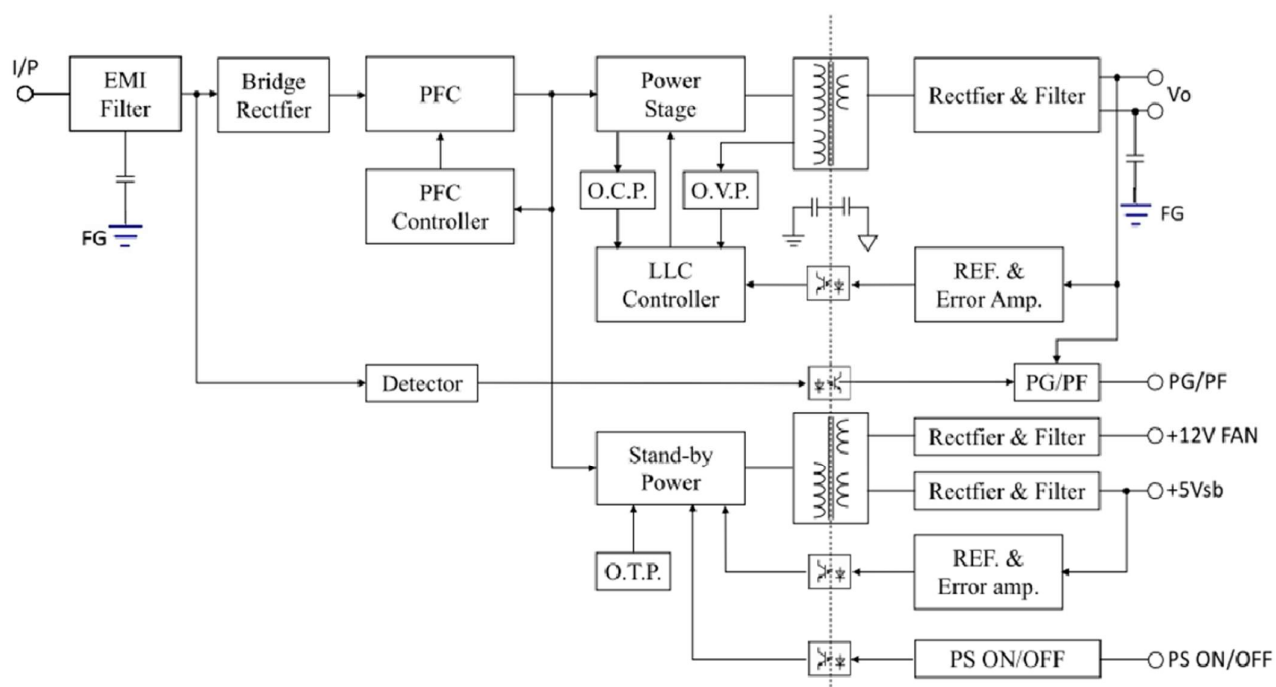 I/P
EMI
Filter
Bridge
Rectfier
PFC
Power
Stage
Rectfier & Filter
Vo
PFC
Controller
O.C.P.
O.V.P.
FG
FG
LLC
Controller
REF. &
Error Amp.
Detector
PG/PF
PG/PF
Stand-by
Power
Rectfier & Filter
+12V FAN
Rectfier & Filter
+5Vsb
O.T.P.
REF. &
Error amp.
PS ON/OFF
PS ON/OFF